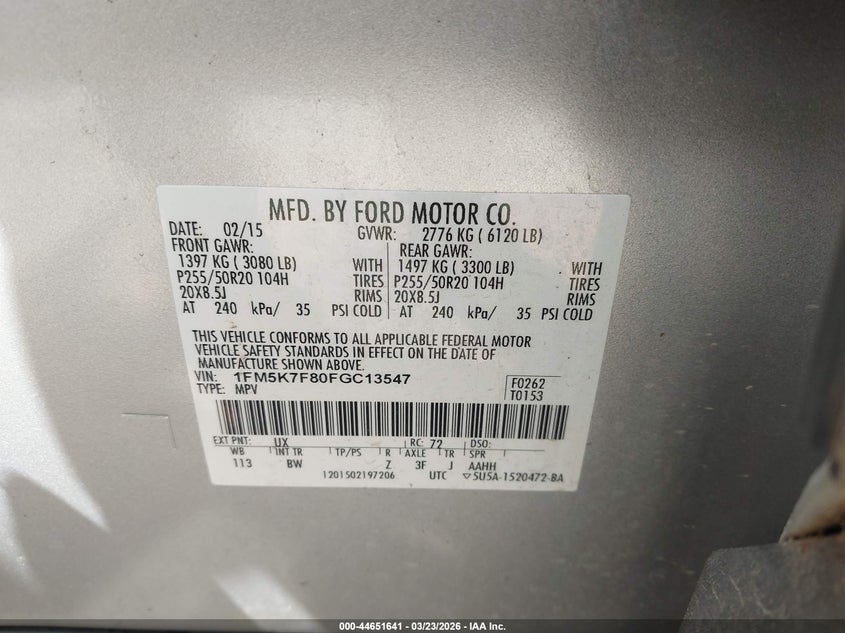 MFD. BY FORD MOTOR CO.
DATE: 02/15 GVWR: 2776 KG ( 6120 LB)
FRONT GAWR: REAR GAWR:
1397 KG ( 3080 LB) WITH 1497 KG ( 3300 LB) WITH
P255/50R20 104H TIRES P255/50R20 104H TIRES
20X8.5J RIMS 20X8.5J RIMS
AT 240 kPa/ 35 PSI COLD AT 240 kPa/ 35 PSI COLD
THIS VEHICLE CONFORMS TO ALL APPLICABLE FEDERAL MOTOR
VEHICLE SAFETY STANDARDS IN EFFECT ON THE DATE OF
MANUFACTURE SHOWN ABOVE.
VIN: 1FM5K7F80FGC13547 F0262
TYPE: MPV T0153
EXT PNT: UX RC: 72 DSO:
WB INT TR TP/PS R AXLE TR SPR
113 BW Z 3F J AAHH
1201502197206 UTC ▽5U5A-1520472-BA
000-44651641 | 03/23/2026 - IAA Inc.